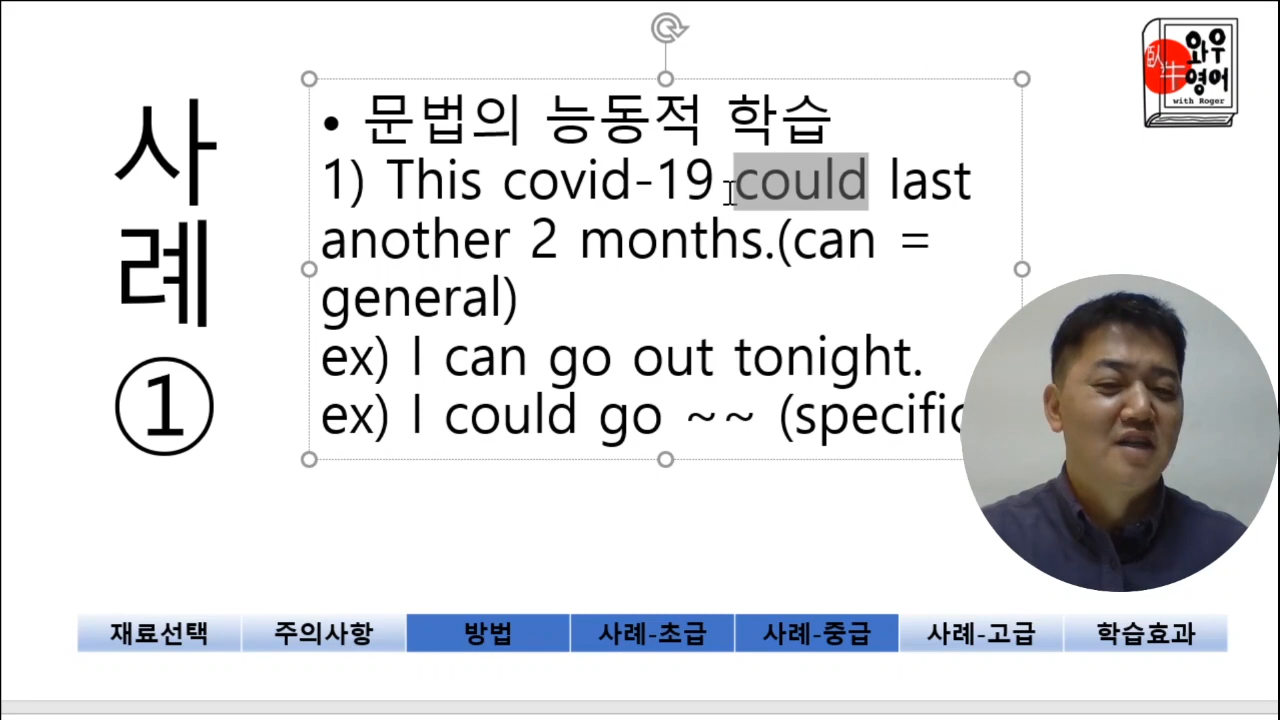 사
례
①
• 문법의 능동적 학습
1) This covid-19 could last
another 2 months.(can =
general)
ex) I can go out tonight.
ex) I could go ~~ (specific
臥牛
와우
영어
with Roger
재료선택 주의사항 방법 사례-초급 사례-중급 사례-고급 학습효과